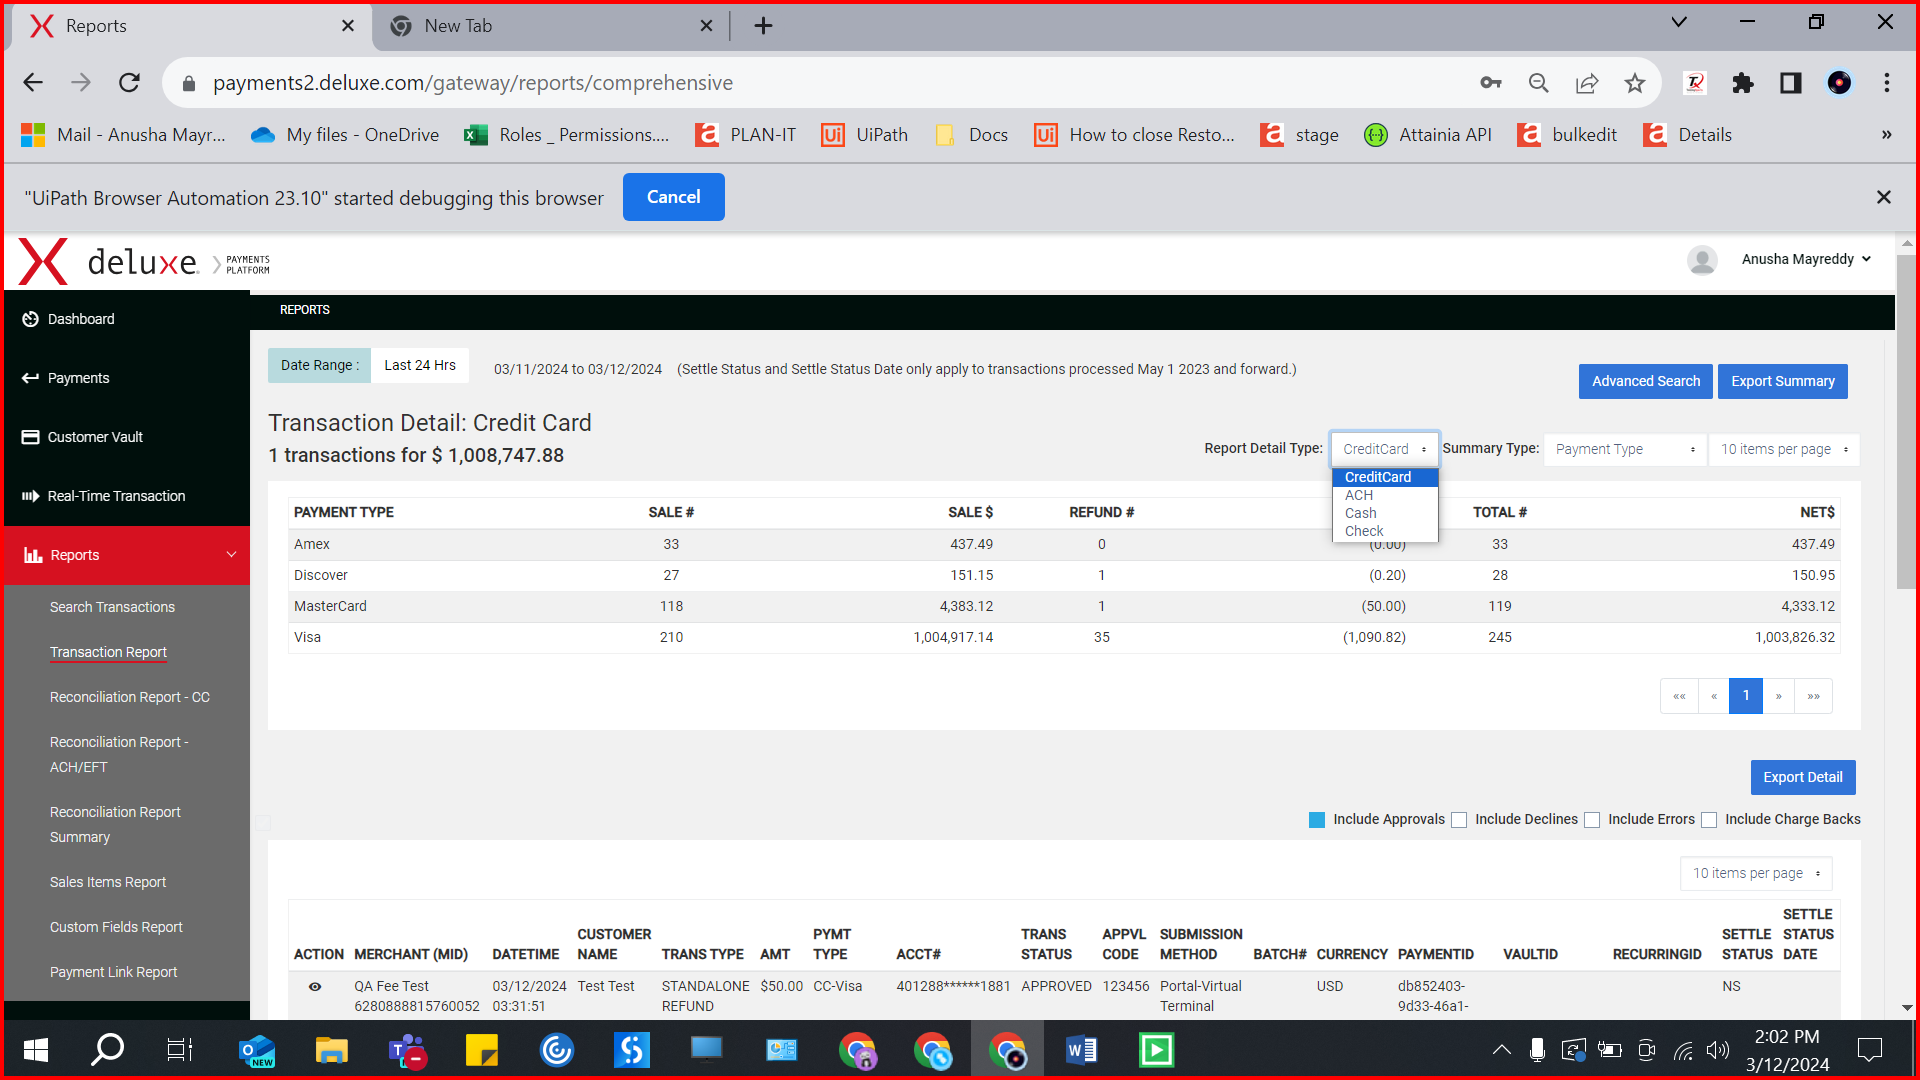 Reports
New Tab
payments2.deluxe.com/gateway/reports/comprehensive
Mail - Anusha Mayr... My files - OneDrive Roles _ Permissions.... PLAN-IT UiPath Docs How to close Resto... stage Attainia API bulkedit Details »
"UiPath Browser Automation 23.10" started debugging this browser Cancel
deluxe. PAYMENTS
PLATFORM
Anusha Mayreddy
Dashboard
Payments
Customer Vault
Real-Time Transaction
Reports
Search Transactions
Transaction Report
Reconciliation Report - CC
Reconciliation Report -
ACH/EFT
Reconciliation Report
Summary
Sales Items Report
Custom Fields Report
Payment Link Report
REPORTS
Date Range : Last 24 Hrs 03/11/2024 to 03/12/2024 (Settle Status and Settle Status Date only apply to transactions processed May 1 2023 and forward.)
Advanced Search Export Summary
Transaction Detail: Credit Card
1 transactions for $ 1,008,747.88
Report Detail Type: CreditCard Summary Type: Payment Type 10 items per page
CreditCard
ACH
Cash
Check
PAYMENT TYPE SALE # SALE $ REFUND # TOTAL # NET$
Amex 33 437.49 0 (0.00) 33 437.49
Discover 27 151.15 1 (0.20) 28 150.95
MasterCard 118 4,383.12 1 (50.00) 119 4,333.12
Visa 210 1,004,917.14 35 (1,090.82) 245 1,003,826.32
«« « 1 » »»
Export Detail
Include Approvals Include Declines Include Errors Include Charge Backs
10 items per page
ACTION MERCHANT (MID) DATETIME CUSTOMER NAME TRANS TYPE AMT PYMT TYPE ACCT# TRANS STATUS APPVL CODE SUBMISSION METHOD BATCH# CURRENCY PAYMENTID VAULTID RECURRINGID SETTLE STATUS SETTLE STATUS DATE
QA Fee Test 03/12/2024 Test Test STANDALONE $50.00 CC-Visa 401288******1881 APPROVED 123456 Portal-Virtual USD db852403- NS
6280888815760052 03:31:51 REFUND Terminal 9d33-46a1-
NEW
2:02 PM
3/12/2024